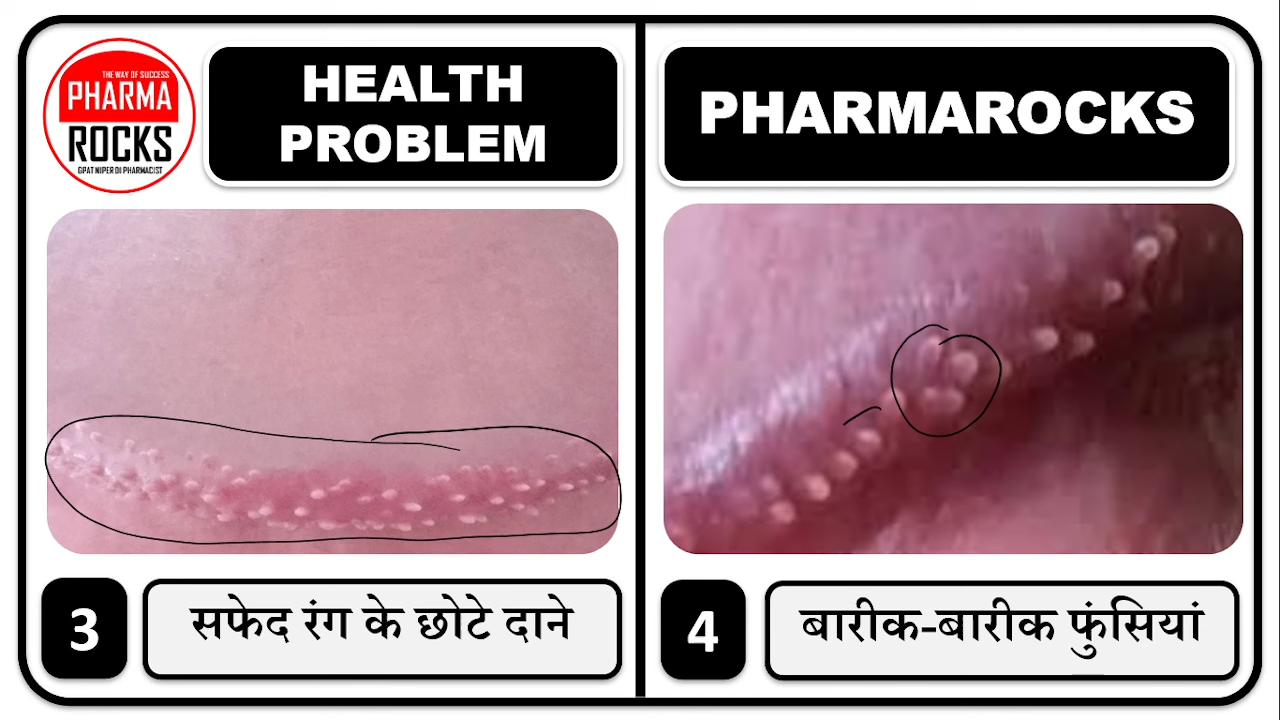 THE WAY OF SUCCESS
PHARMA
ROCKS
GPAT NIPER DI PHARMACIST
HEALTH
PROBLEM
PHARMAROCKS
3
सफेद रंग के छोटे दाने
4
बारीक-बारीक फुंसियां